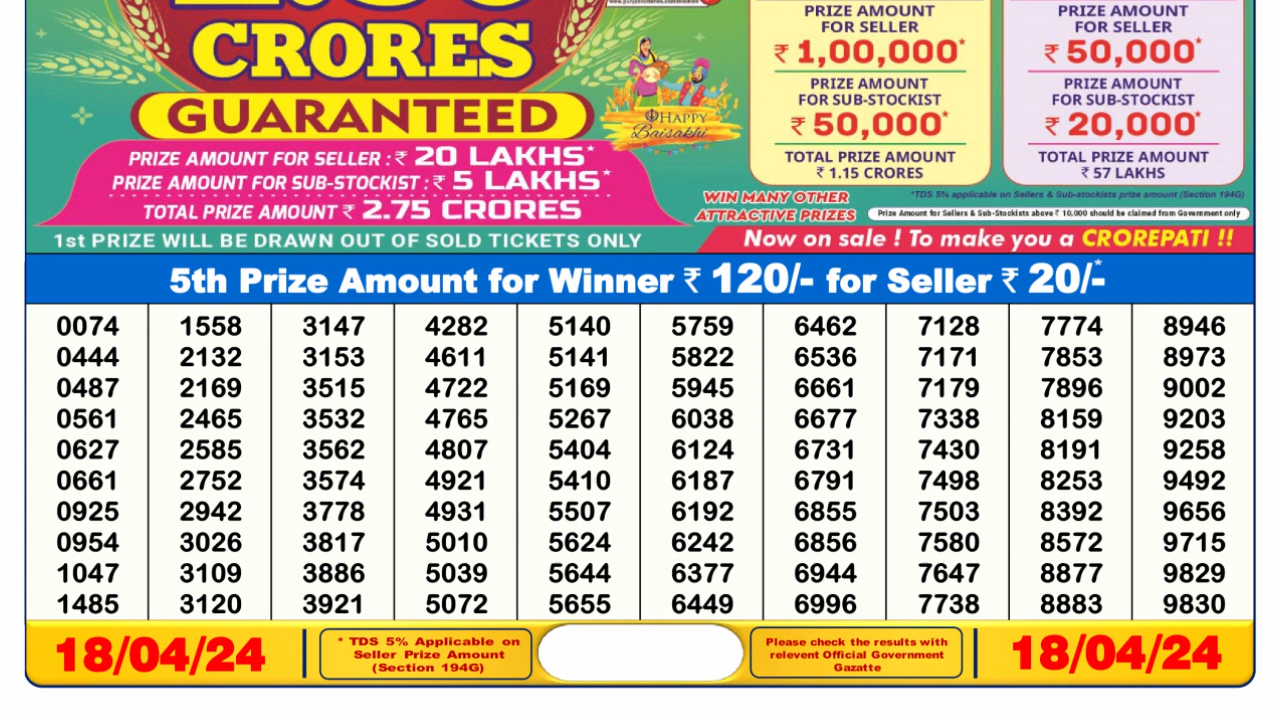 CRORES
GUARANTEED
PRIZE AMOUNT FOR SELLER : ₹ 20 LAKHS*
PRIZE AMOUNT FOR SUB-STOCKIST : ₹ 5 LAKHS*
TOTAL PRIZE AMOUNT ₹ 2.75 CRORES
1st PRIZE WILL BE DRAWN OUT OF SOLD TICKETS ONLY
HAPPY
Baisakhi
PRIZE AMOUNT
FOR SELLER
₹ 1,00,000*
PRIZE AMOUNT
FOR SUB-STOCKIST
₹ 50,000*
TOTAL PRIZE AMOUNT
₹ 1.15 CRORES
PRIZE AMOUNT
FOR SELLER
₹ 50,000*
PRIZE AMOUNT
FOR SUB-STOCKIST
₹ 20,000*
TOTAL PRIZE AMOUNT
₹ 57 LAKHS
WIN MANY OTHER
ATTRACTIVE PRIZES
*TDS 5% applicable on Sellers & Sub-stockists prize amount (Section 194G)
Prize Amount for Sellers & Sub-Stockists above ₹ 10,000 should be claimed from Government only
Now on sale ! To make you a CROREPATI !!
5th Prize Amount for Winner ₹ 120/- for Seller ₹ 20/-*
0074 1558 3147 4282 5140 5759 6462 7128 7774 8946
0444 2132 3153 4611 5141 5822 6536 7171 7853 8973
0487 2169 3515 4722 5169 5945 6661 7179 7896 9002
0561 2465 3532 4765 5267 6038 6677 7338 8159 9203
0627 2585 3562 4807 5404 6124 6731 7430 8191 9258
0661 2752 3574 4921 5410 6187 6791 7498 8253 9492
0925 2942 3778 4931 5507 6192 6855 7503 8392 9656
0954 3026 3817 5010 5624 6242 6856 7580 8572 9715
1047 3109 3886 5039 5644 6377 6944 7647 8877 9829
1485 3120 3921 5072 5655 6449 6996 7738 8883 9830
18/04/24
* TDS 5% Applicable on
Seller Prize Amount
(Section 194G)
Please check the results with
relevent Official Government
Gazatte
18/04/24